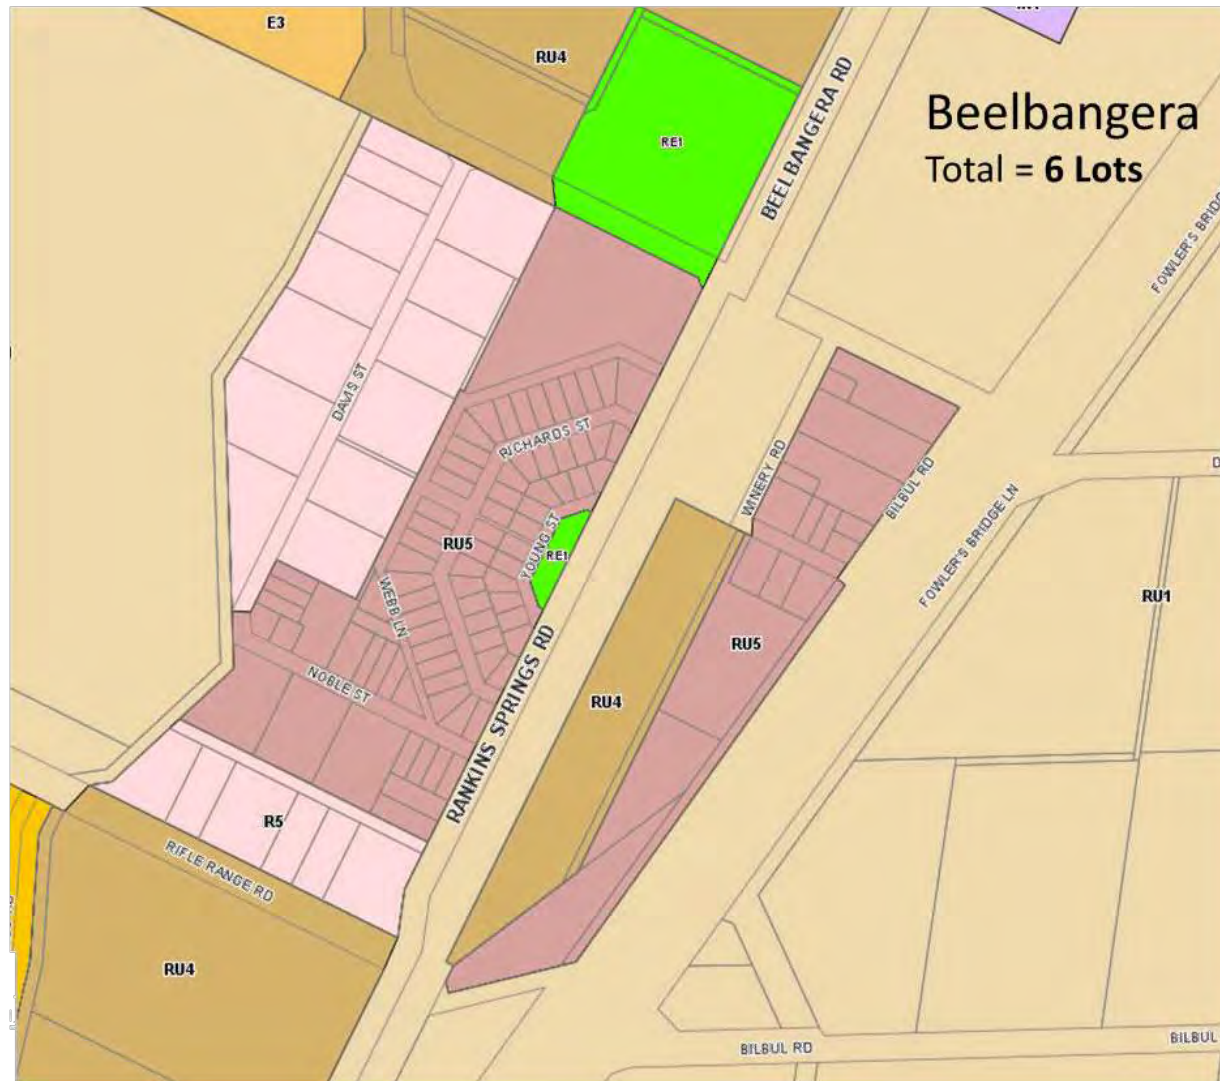 E3
RU4
RE1
BEELBANGERA RD
Beelbangera
Total = 6 Lots
FOWLER'S BRIDG
DAVIS ST
RICHARDS ST
WINERY RD
BILBUL RD
RU5
YOUNG ST
RE1
FOWLER'S BRIDGE LN
WEBB LN
RU1
NOBLE ST
RU5
RANKINS SPRINGS RD
RU4
R5
RIFLE RANGE RD
RU4
BILBUL RD
BILBUL